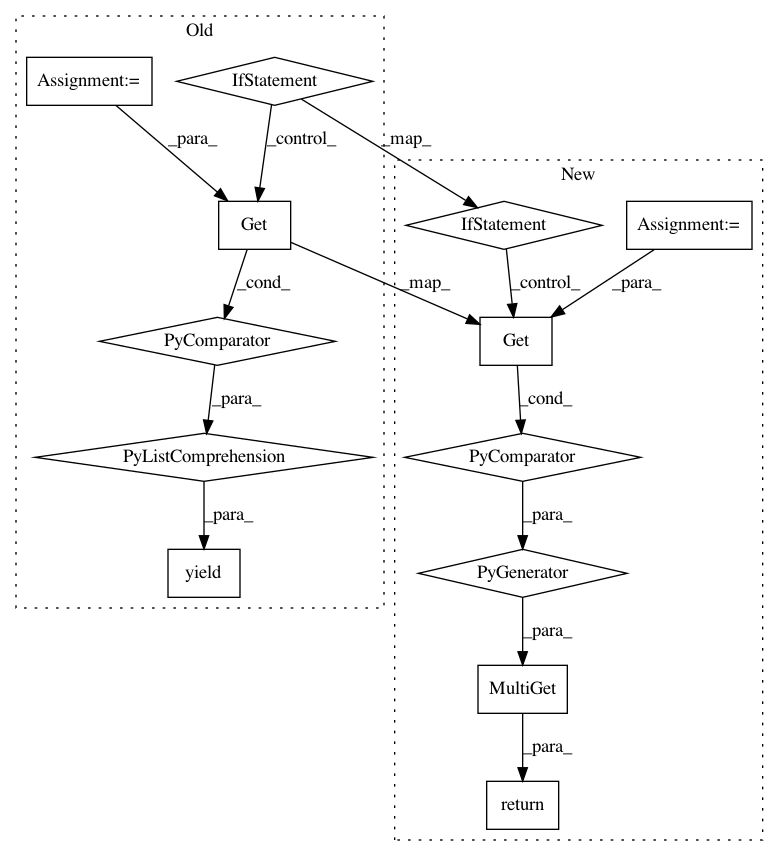 Old
Assignment:=
IfStatement
_para_
_control_
_map_
New
Get
IfStatement
Assignment:=
_cond_
_map_
_control_
_para_
PyComparator
Get
_para_
_cond_
PyListComprehension
PyComparator
_para_
_para_
yield
PyGenerator
_para_
MultiGet
_para_
return